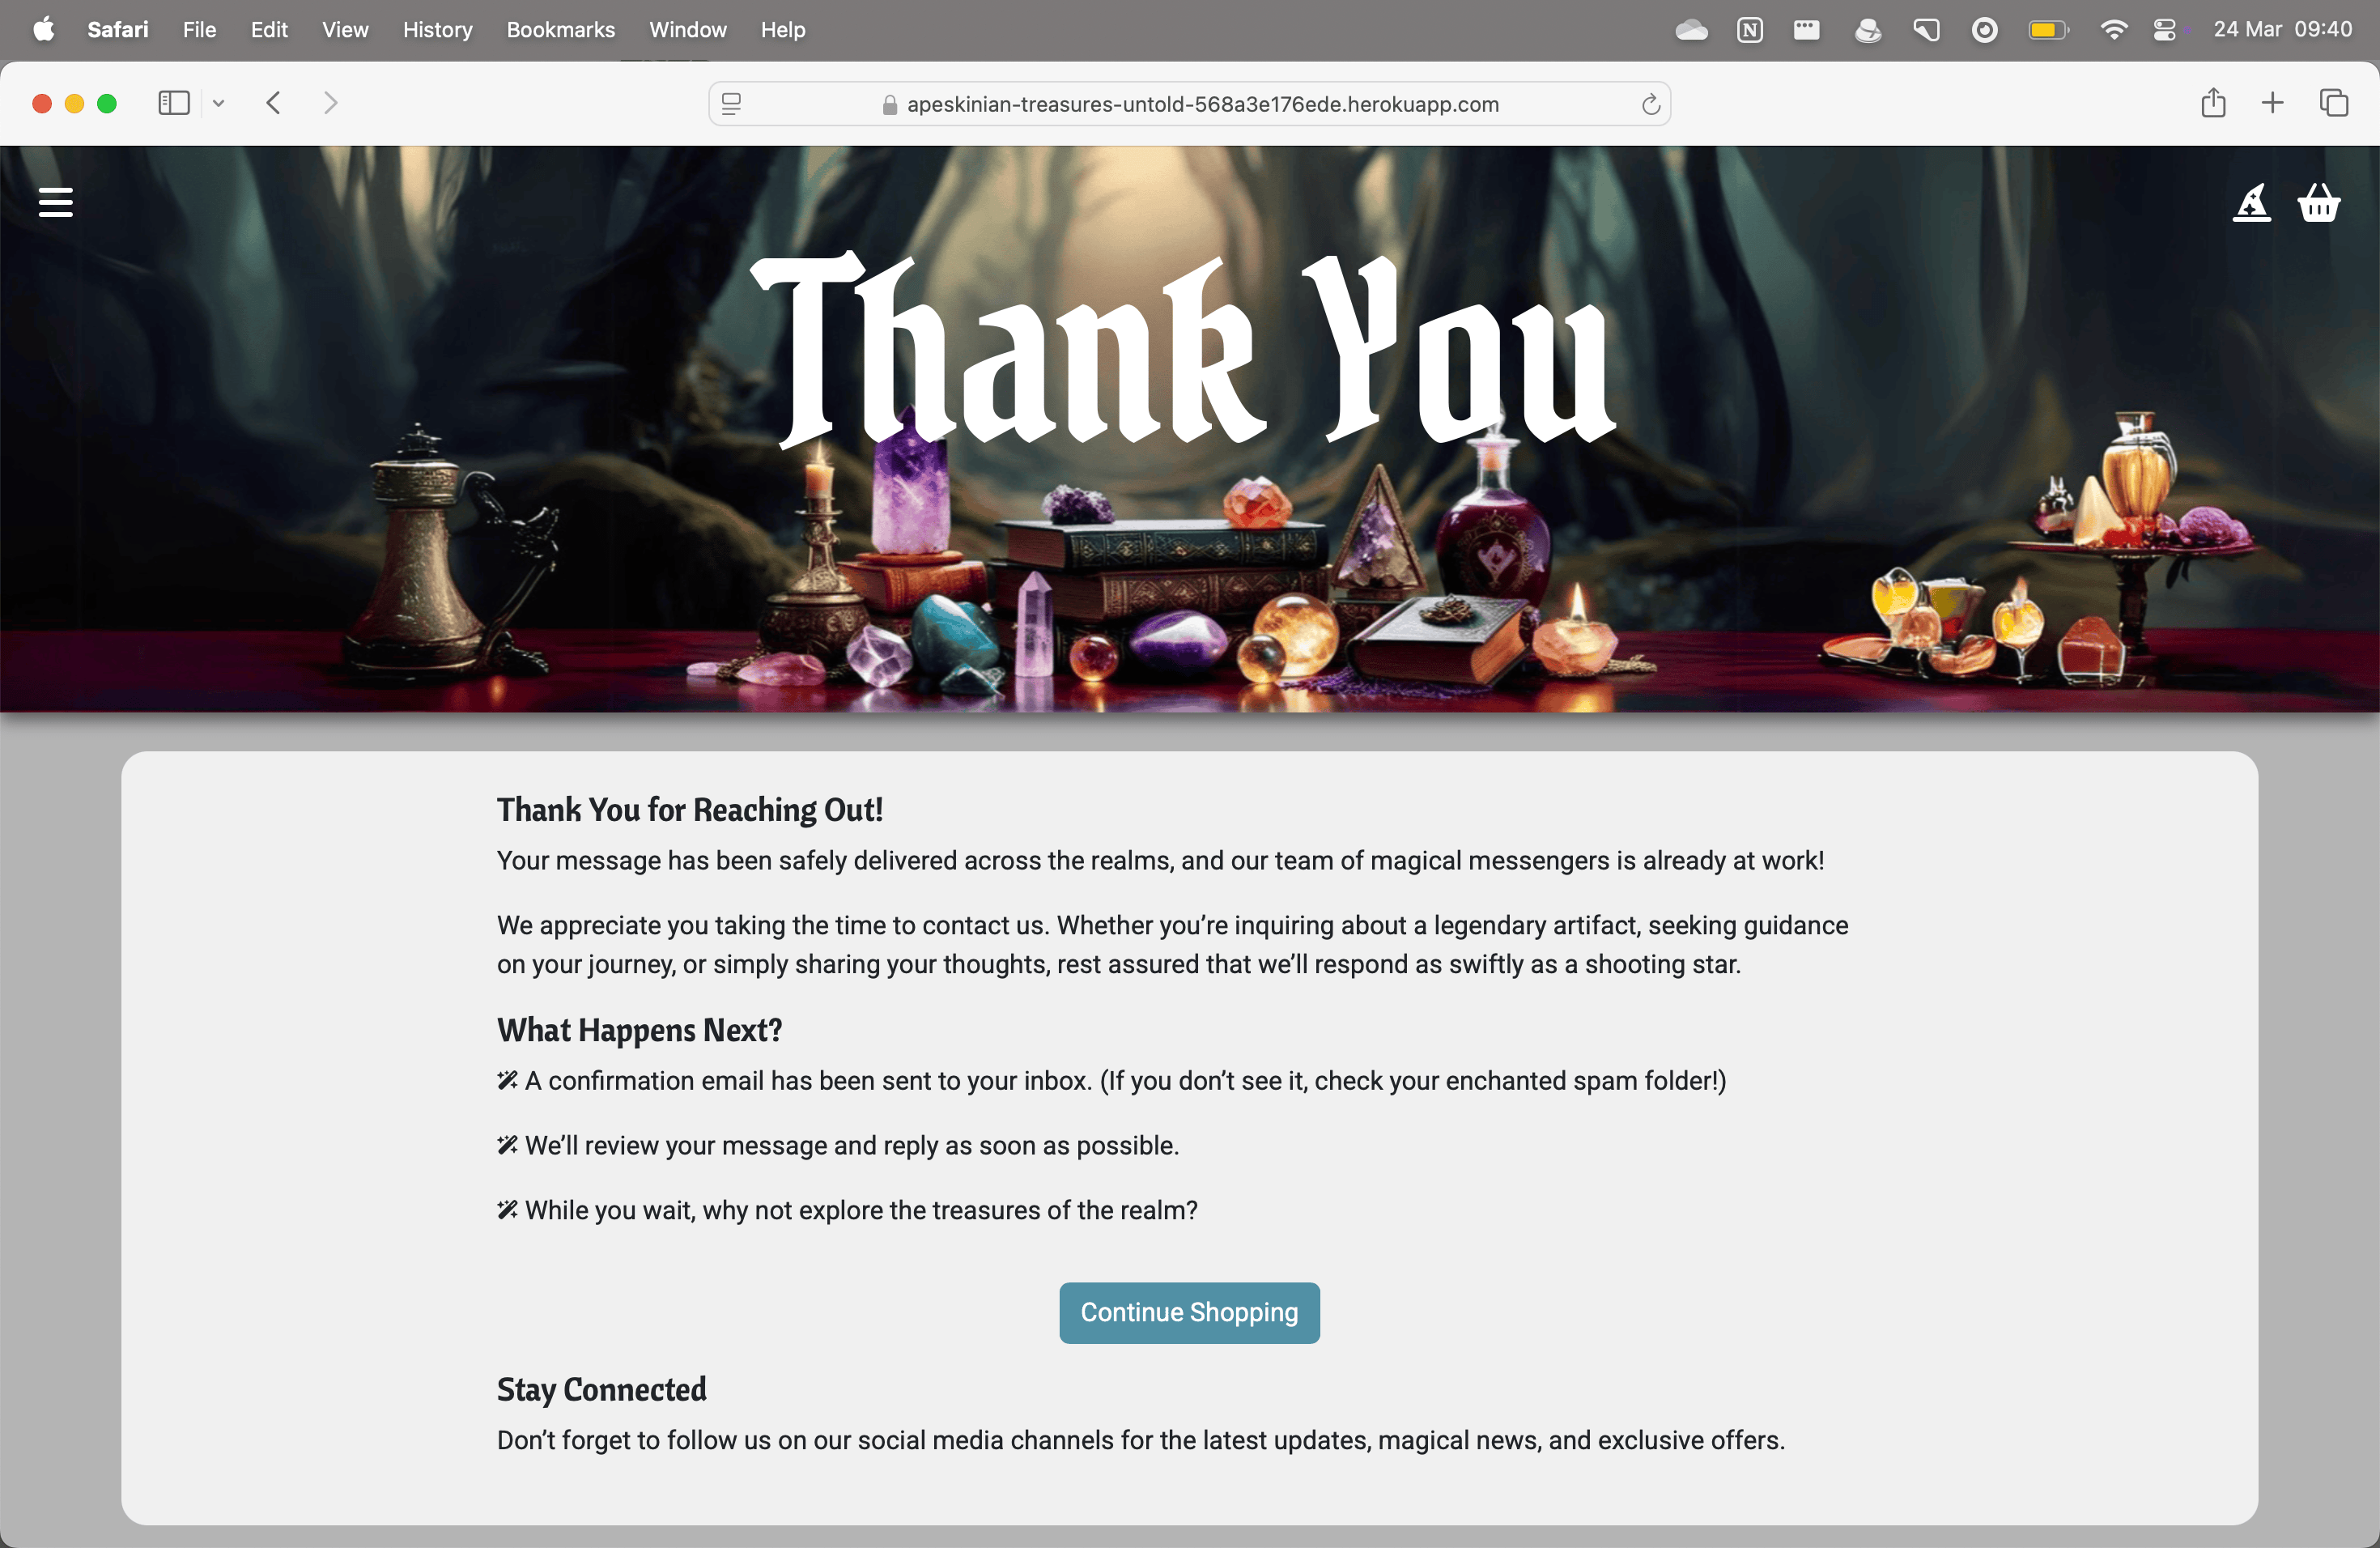 Safari File Edit View History Bookmarks Window Help 24 Mar 09:40
apeskinian-treasures-untold-568a3e176ede.herokuapp.com
Thank You
Thank You for Reaching Out!
Your message has been safely delivered across the realms, and our team of magical messengers is already at work!
We appreciate you taking the time to contact us. Whether you’re inquiring about a legendary artifact, seeking guidance
on your journey, or simply sharing your thoughts, rest assured that we’ll respond as swiftly as a shooting star.
What Happens Next?
A confirmation email has been sent to your inbox. (If you don’t see it, check your enchanted spam folder!)
We’ll review your message and reply as soon as possible.
While you wait, why not explore the treasures of the realm?
Continue Shopping
Stay Connected
Don’t forget to follow us on our social media channels for the latest updates, magical news, and exclusive offers.